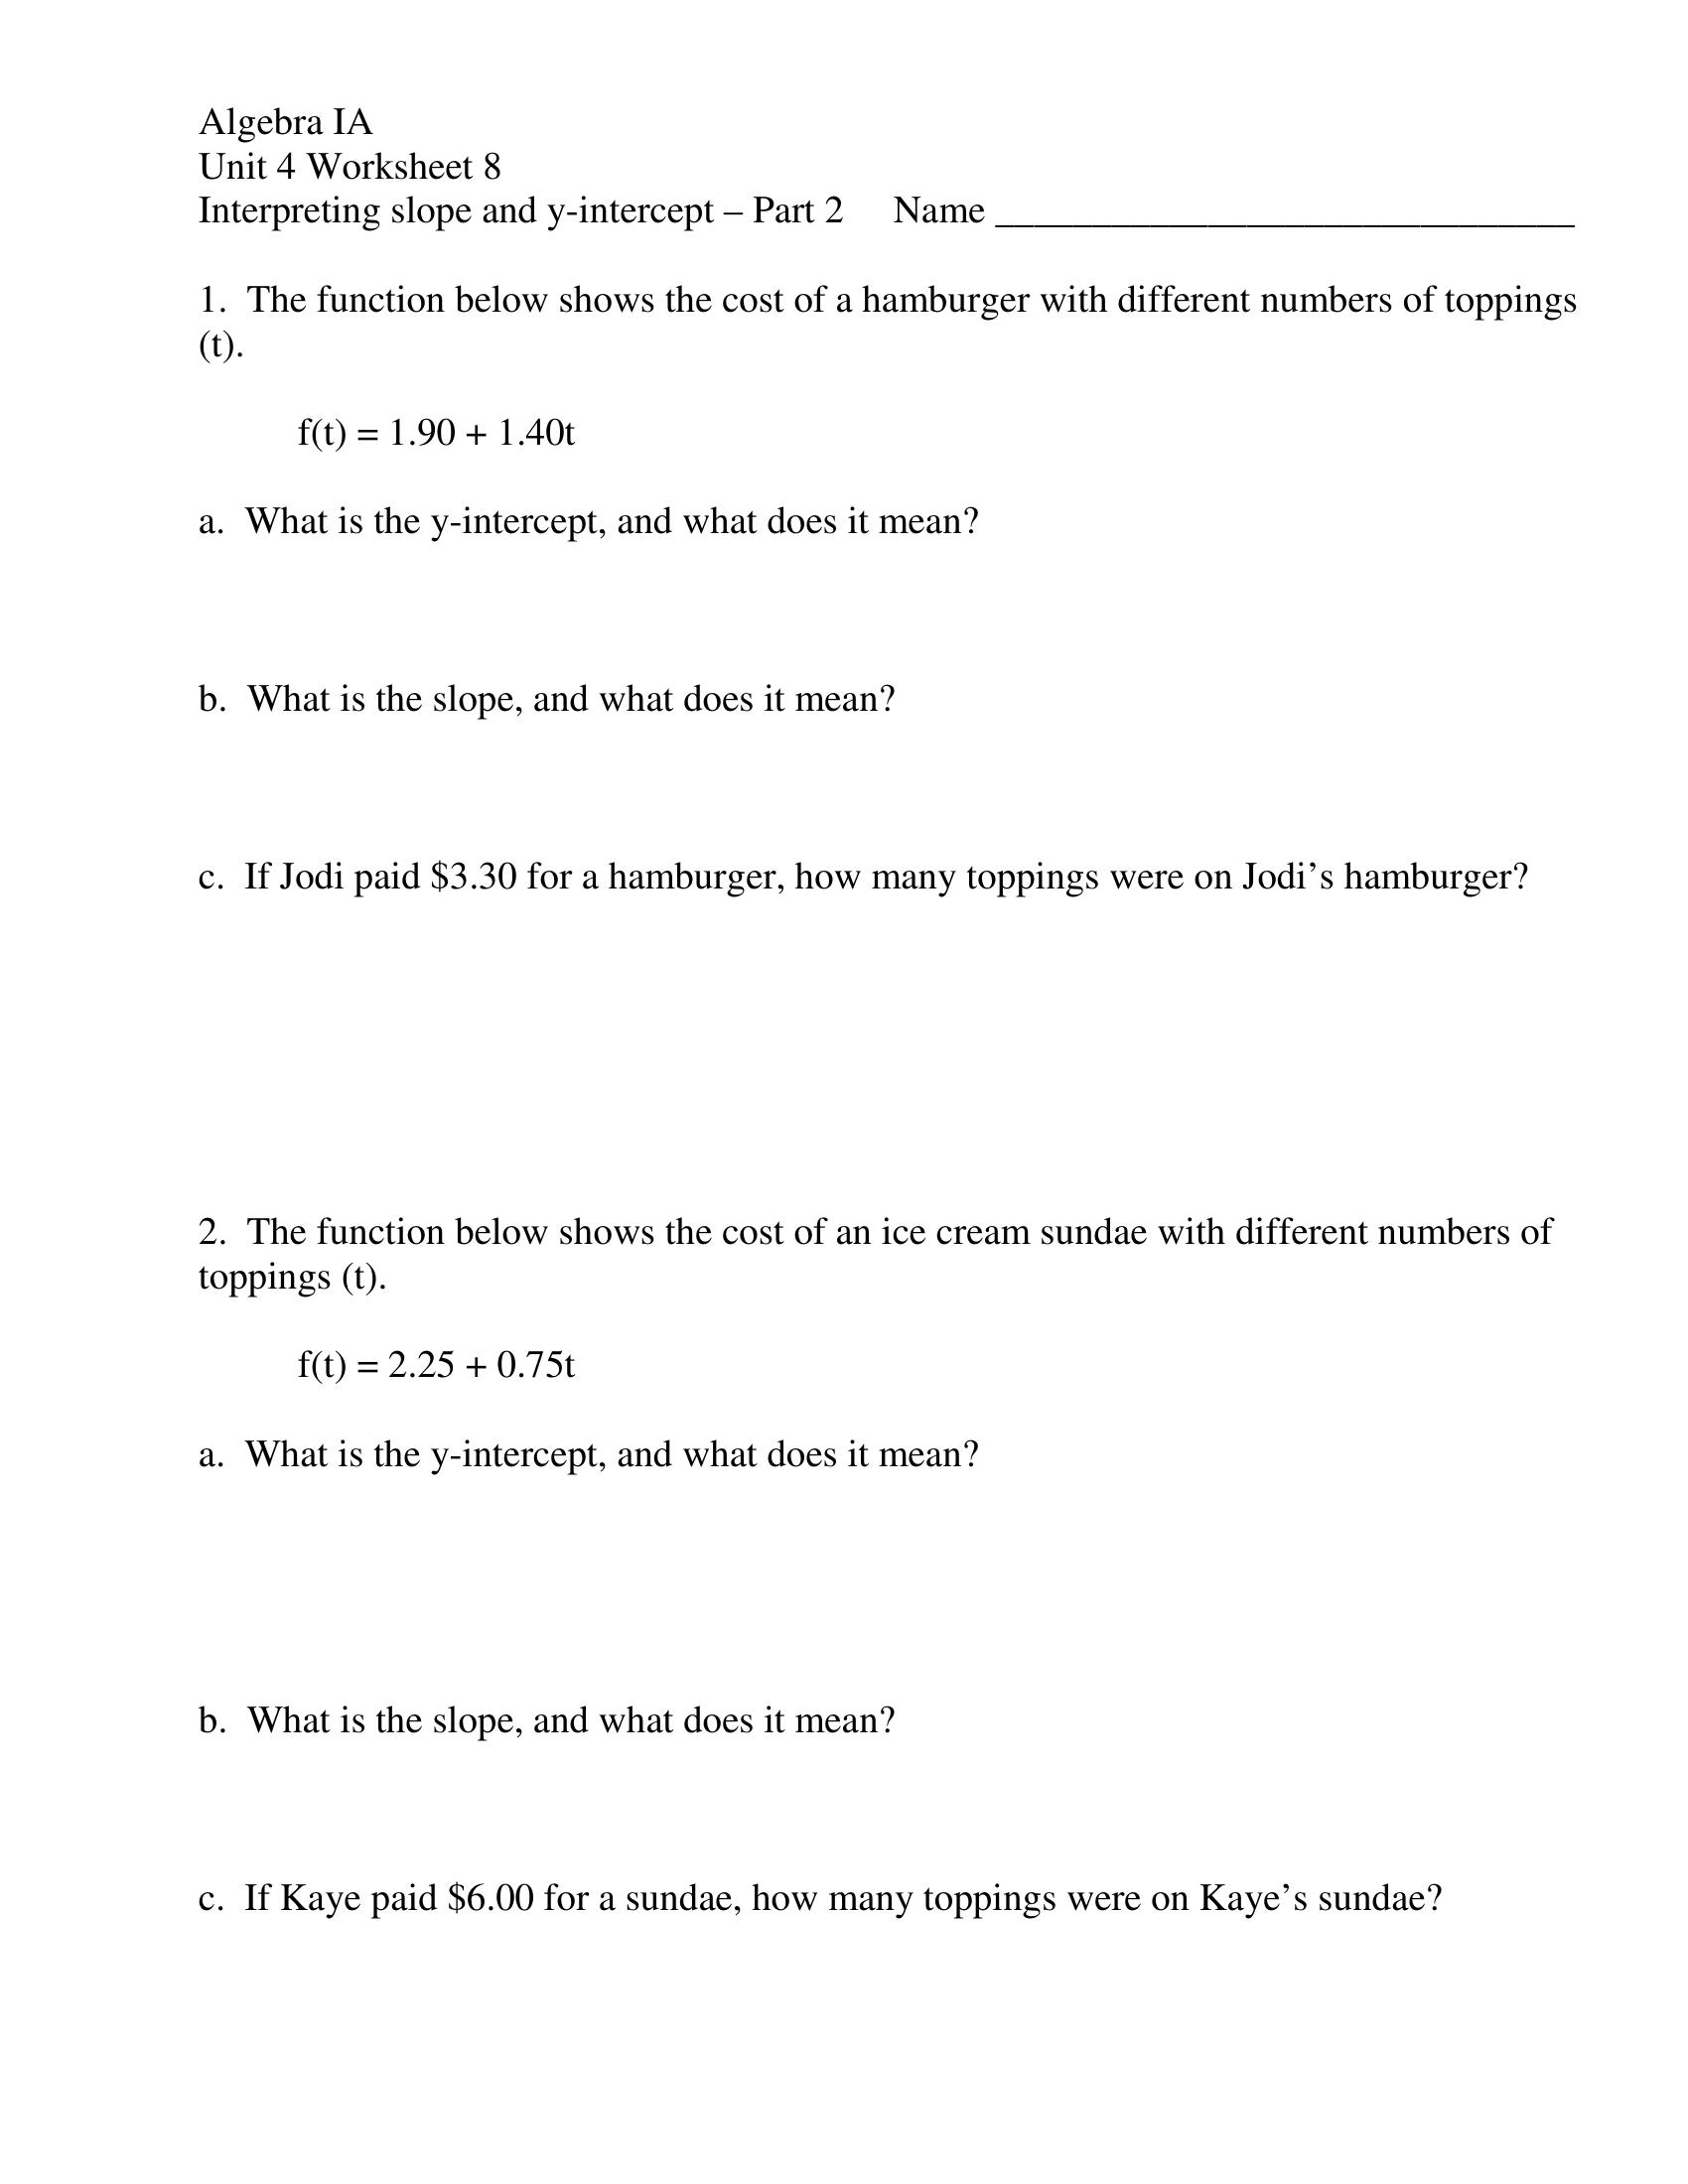 Algebra IA
Unit 4 Worksheet 8
Interpreting slope and y-intercept – Part 2 Name ______________________________
1. The function below shows the cost of a hamburger with different numbers of toppings
(t).
f(t) = 1.90 + 1.40t
a. What is the y-intercept, and what does it mean?
b. What is the slope, and what does it mean?
c. If Jodi paid $3.30 for a hamburger, how many toppings were on Jodi’s hamburger?
2. The function below shows the cost of an ice cream sundae with different numbers of
toppings (t).
f(t) = 2.25 + 0.75t
a. What is the y-intercept, and what does it mean?
b. What is the slope, and what does it mean?
c. If Kaye paid $6.00 for a sundae, how many toppings were on Kaye’s sundae?